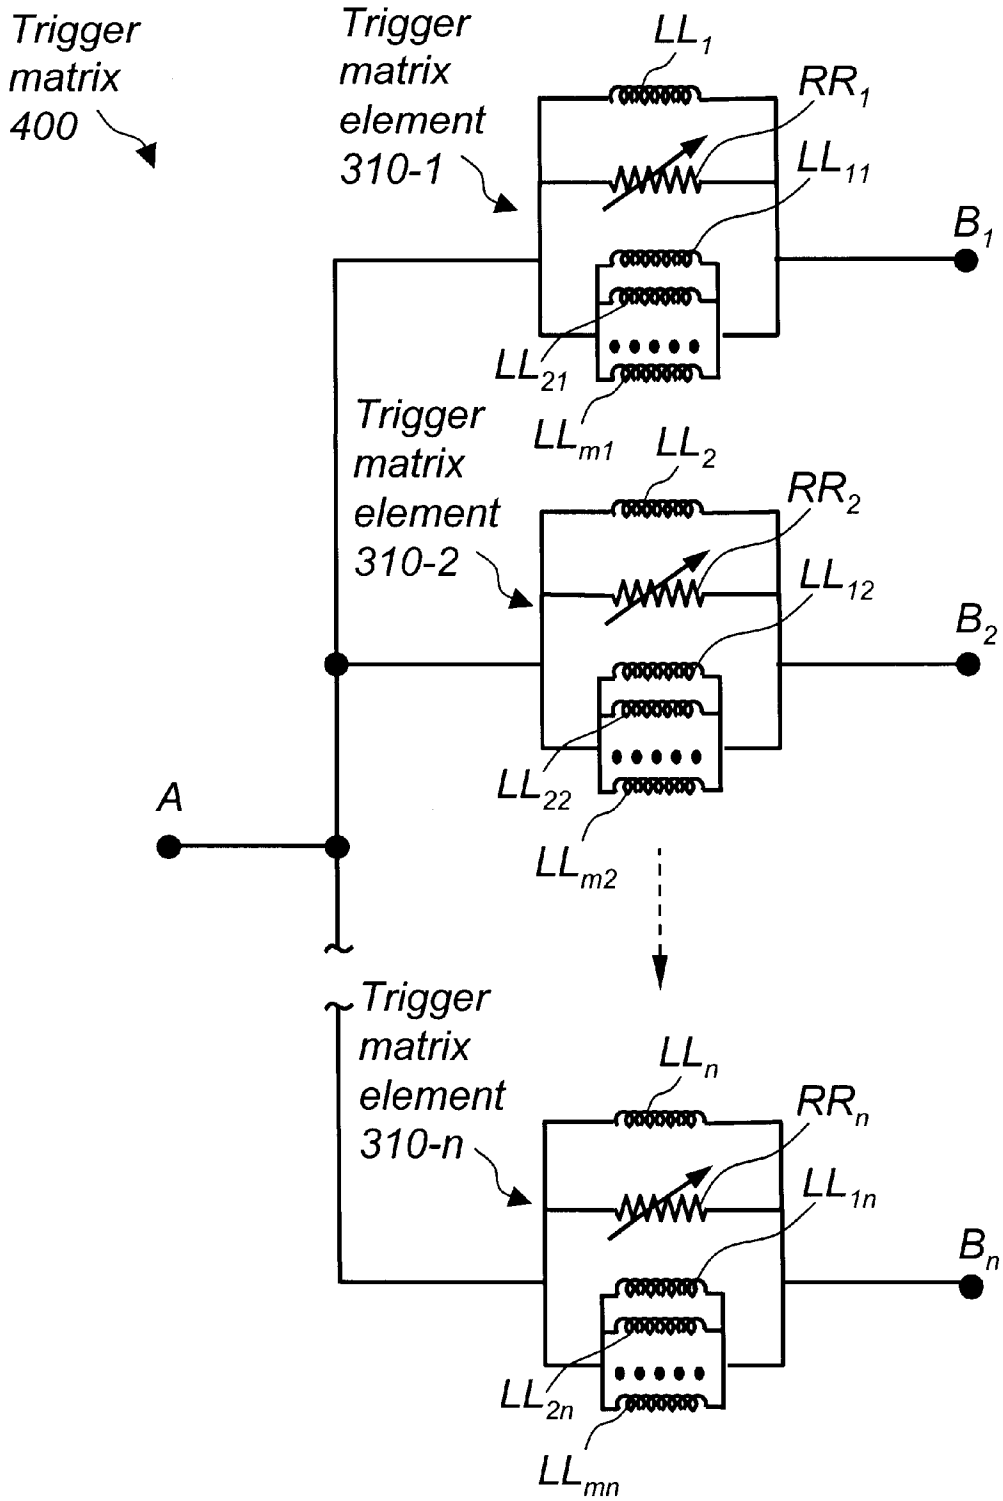 Trigger
matrix
400
Trigger
matrix
element
310-1
LL1
RR1
LL11
B1
LL21
LLm1
Trigger
matrix
element
310-2
LL2
RR2
LL12
B2
LL22
LLm2
A
Trigger
matrix
element
310-n
LLn
RRn
LL1n
Bn
LL2n
LLmn